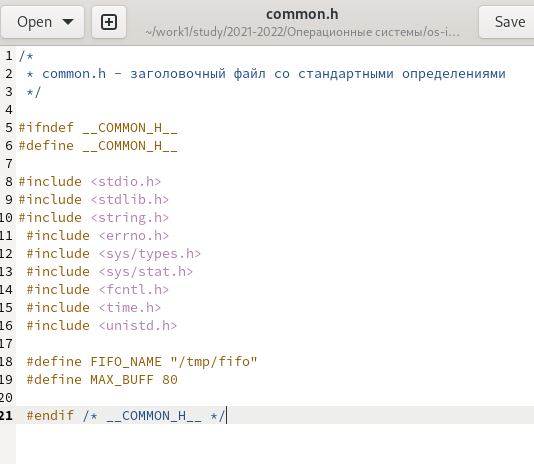 Open
common.h
~/work1/study/2021-2022/Операционные системы/os-i...
Save
1 /*
2  * common.h - заголовочный файл со стандартными определениями
3  */
4
5 #ifndef __COMMON_H__
6 #define __COMMON_H__
7
8 #include <stdio.h>
9 #include <stdlib.h>
10 #include <string.h>
11  #include <errno.h>
12  #include <sys/types.h>
13  #include <sys/stat.h>
14  #include <fcntl.h>
15  #include <time.h>
16  #include <unistd.h>
17
18  #define FIFO_NAME "/tmp/fifo"
19  #define MAX_BUFF 80
20
21  #endif /* __COMMON_H__ */